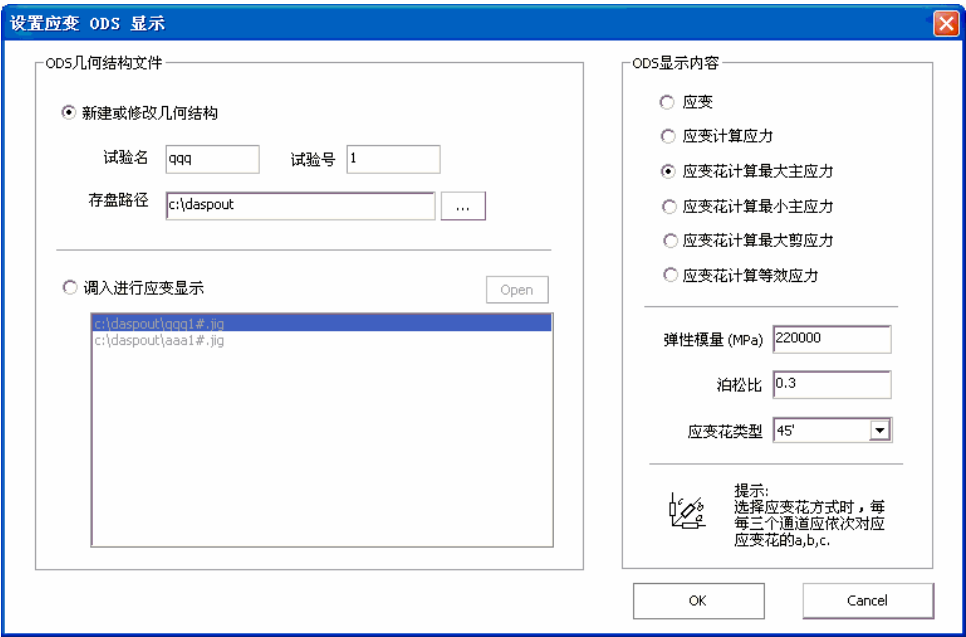 设置应变 ODS 显示
ODS几何结构文件
新建或修改几何结构
试验名 qqq 试验号 1
存盘路径 c:\daspout ...
调入进行应变显示 Open
c:\daspout\qqq1#.jig
c:\daspout\aaa1#.jig
ODS显示内容
应变
应变计算应力
应变花计算最大主应力
应变花计算最小主应力
应变花计算最大剪应力
应变花计算等效应力
弹性模量(MPa) 220000
泊松比 0.3
应变花类型 45'
c b a
提示:
选择应变花方式时，每
每三个通道应依次对应
应变花的a,b,c.
OK Cancel